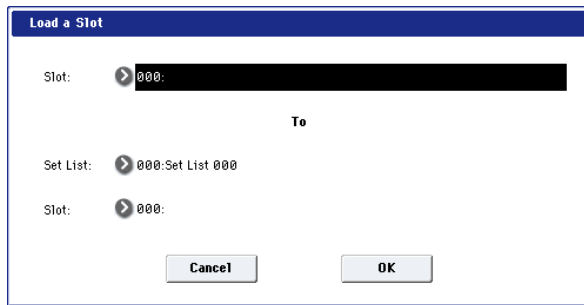 Load a Slot
Slot: 000:
To
Set List: 000:Set List 000
Slot: 000:
Cancel OK